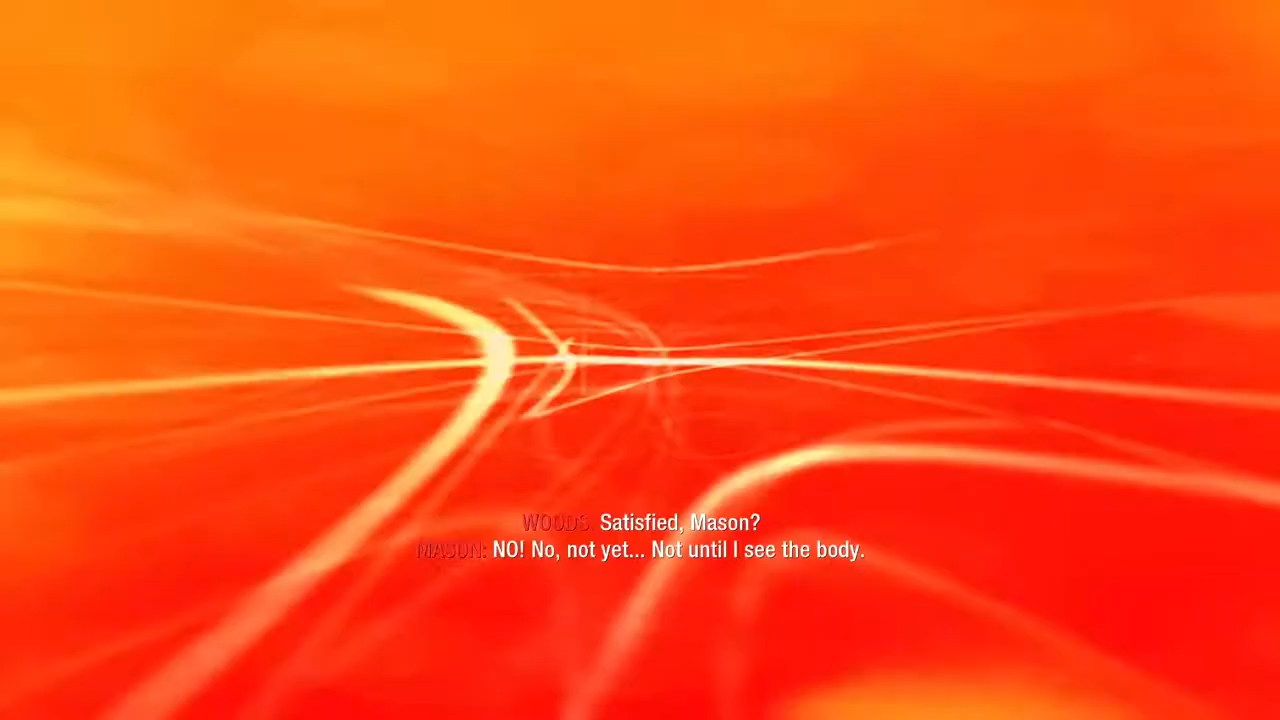 WOODS: Satisfied, Mason?
MASON: NO! No, not yet... Not until I see the body.